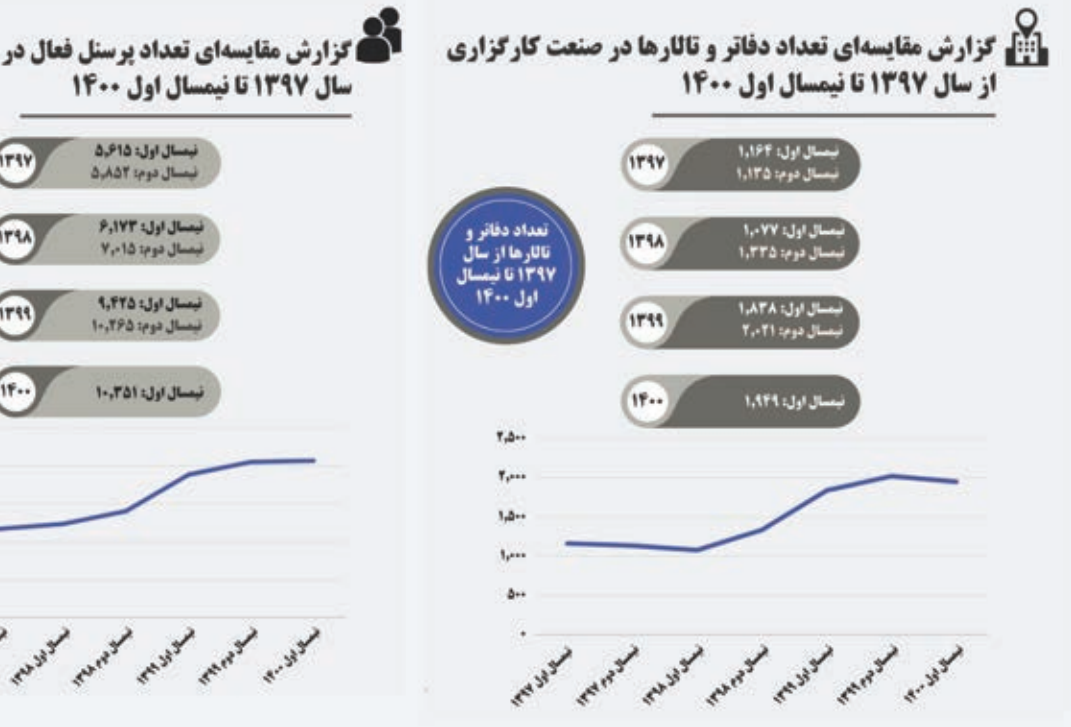 گزارش مقایسه‌ای تعداد دفاتر و تالارها در صنعت کارگزاری
از سال ۱۳۹۷ تا نیمسال اول ۱۴۰۰
۱۳۹۷
نیمسال اول: ۱,۱۶۴
نیمسال دوم: ۱,۱۳۵
۱۳۹۸
نیمسال اول: ۱,۰۷۷
نیمسال دوم: ۱,۳۳۵
۱۳۹۹
نیمسال اول: ۱,۸۳۸
نیمسال دوم: ۲,۰۲۱
۱۴۰۰
نیمسال اول: ۱,۹۴۹
تعداد دفاتر و
تالارها از سال
۱۳۹۷ تا نیمسال
اول ۱۴۰۰
۲,۵۰۰
۲,۰۰۰
۱,۵۰۰
۱,۰۰۰
۵۰۰
۰
نیمسال اول ۱۳۹۷
نیمسال دوم ۱۳۹۷
نیمسال اول ۱۳۹۸
نیمسال دوم ۱۳۹۸
نیمسال اول ۱۳۹۹
نیمسال دوم ۱۳۹۹
نیمسال اول ۱۴۰۰
گزارش مقایسه‌ای تعداد پرسنل فعال در
سال ۱۳۹۷ تا نیمسال اول ۱۴۰۰
۱۳۹۷
نیمسال اول: ۵,۶۱۵
نیمسال دوم: ۵,۸۵۲
۱۳۹۸
نیمسال اول: ۶,۱۷۳
نیمسال دوم: ۷,۰۱۵
۱۳۹۹
نیمسال اول: ۹,۴۲۵
نیمسال دوم: ۱۰,۲۶۵
۱۴۰۰
نیمسال اول: ۱۰,۳۵۱
نیمسال اول ۱۳۹۸
نیمسال دوم ۱۳۹۸
نیمسال اول ۱۳۹۹
نیمسال دوم ۱۳۹۹
نیمسال اول ۱۴۰۰